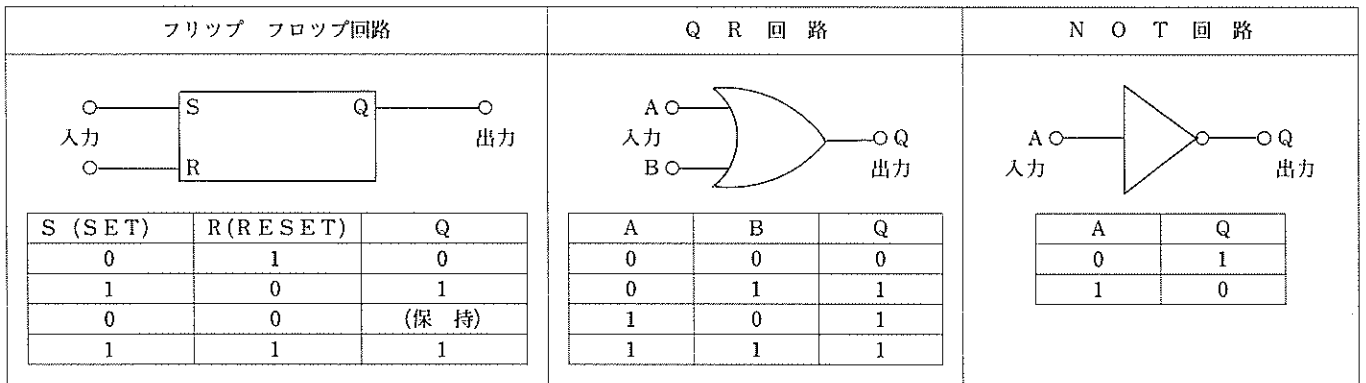 フリップ フロップ回路
S
Q
入力
出力
R
S (SET) R(RESET) Q
0 1 0
1 0 1
0 0 (保 持)
1 1 1
Q R 回 路
A
入力
Q
B
出力
A B Q
0 0 0
0 1 1
1 0 1
1 1 1
N O T 回 路
A
Q
入力
出力
A Q
0 1
1 0